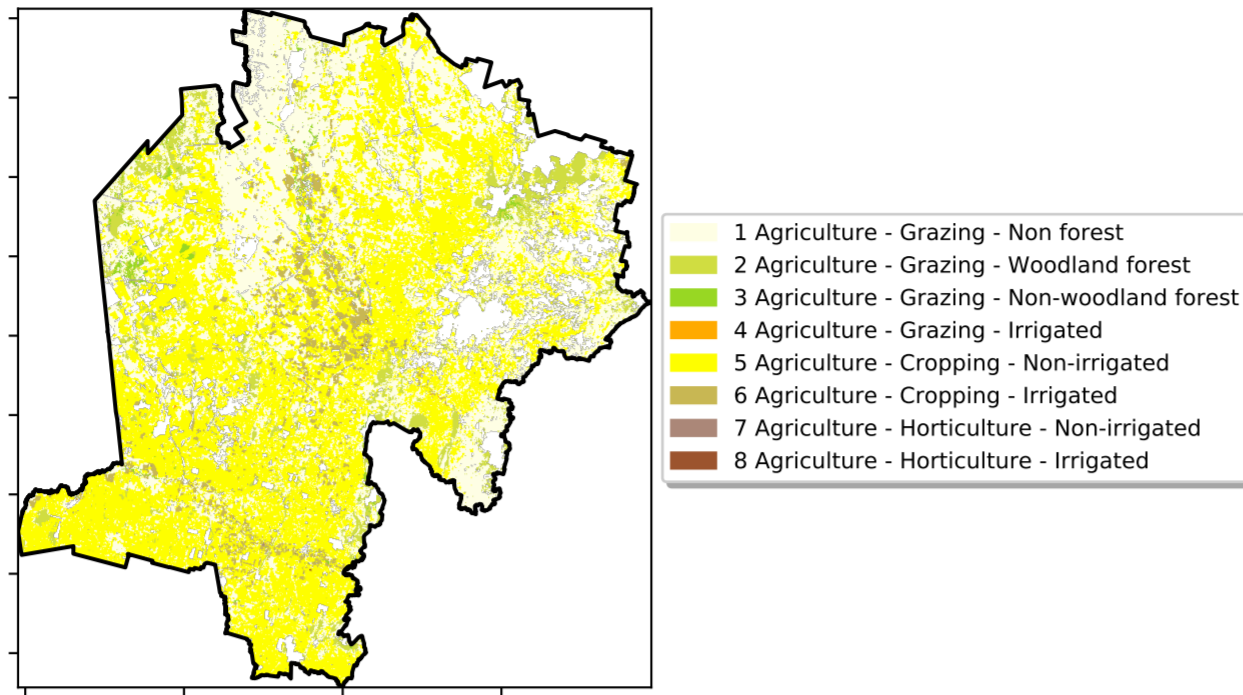 1 Agriculture - Grazing - Non forest
2 Agriculture - Grazing - Woodland forest
3 Agriculture - Grazing - Non-woodland forest
4 Agriculture - Grazing - Irrigated
5 Agriculture - Cropping - Non-irrigated
6 Agriculture - Cropping - Irrigated
7 Agriculture - Horticulture - Non-irrigated
8 Agriculture - Horticulture - Irrigated